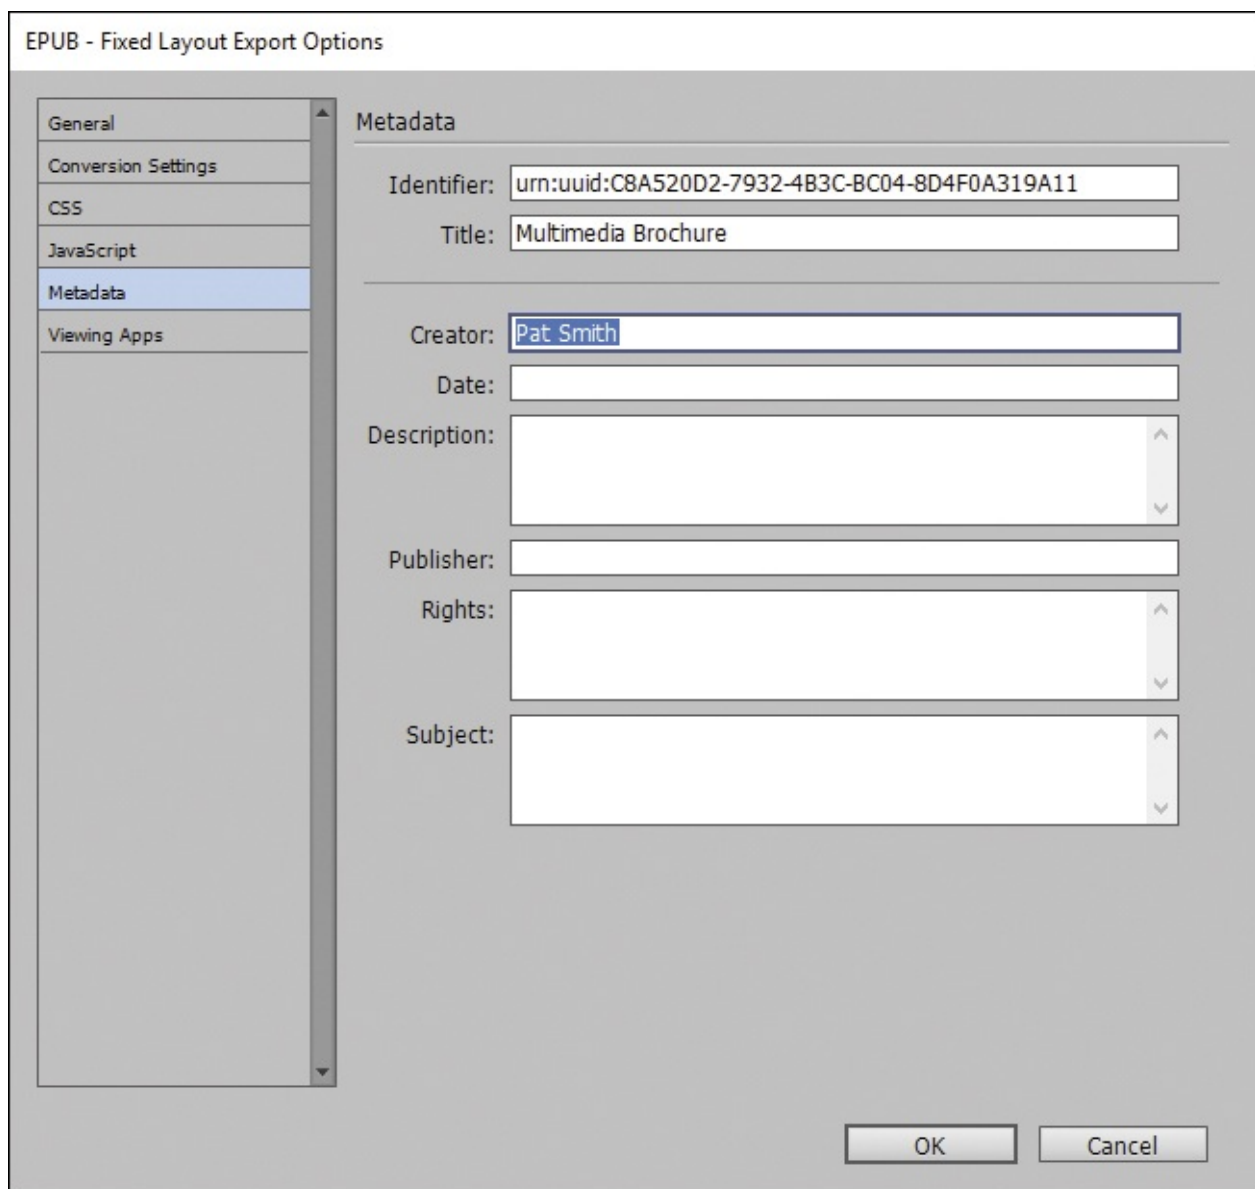 EPUB - Fixed Layout Export Options
General
Conversion Settings
CSS
JavaScript
Metadata
Viewing Apps
Metadata
Identifier: urn:uuid:C8A520D2-7932-4B3C-BC04-8D4F0A319A11
Title: Multimedia Brochure
Creator: Pat Smith
Date:
Description:
Publisher:
Rights:
Subject:
OK Cancel